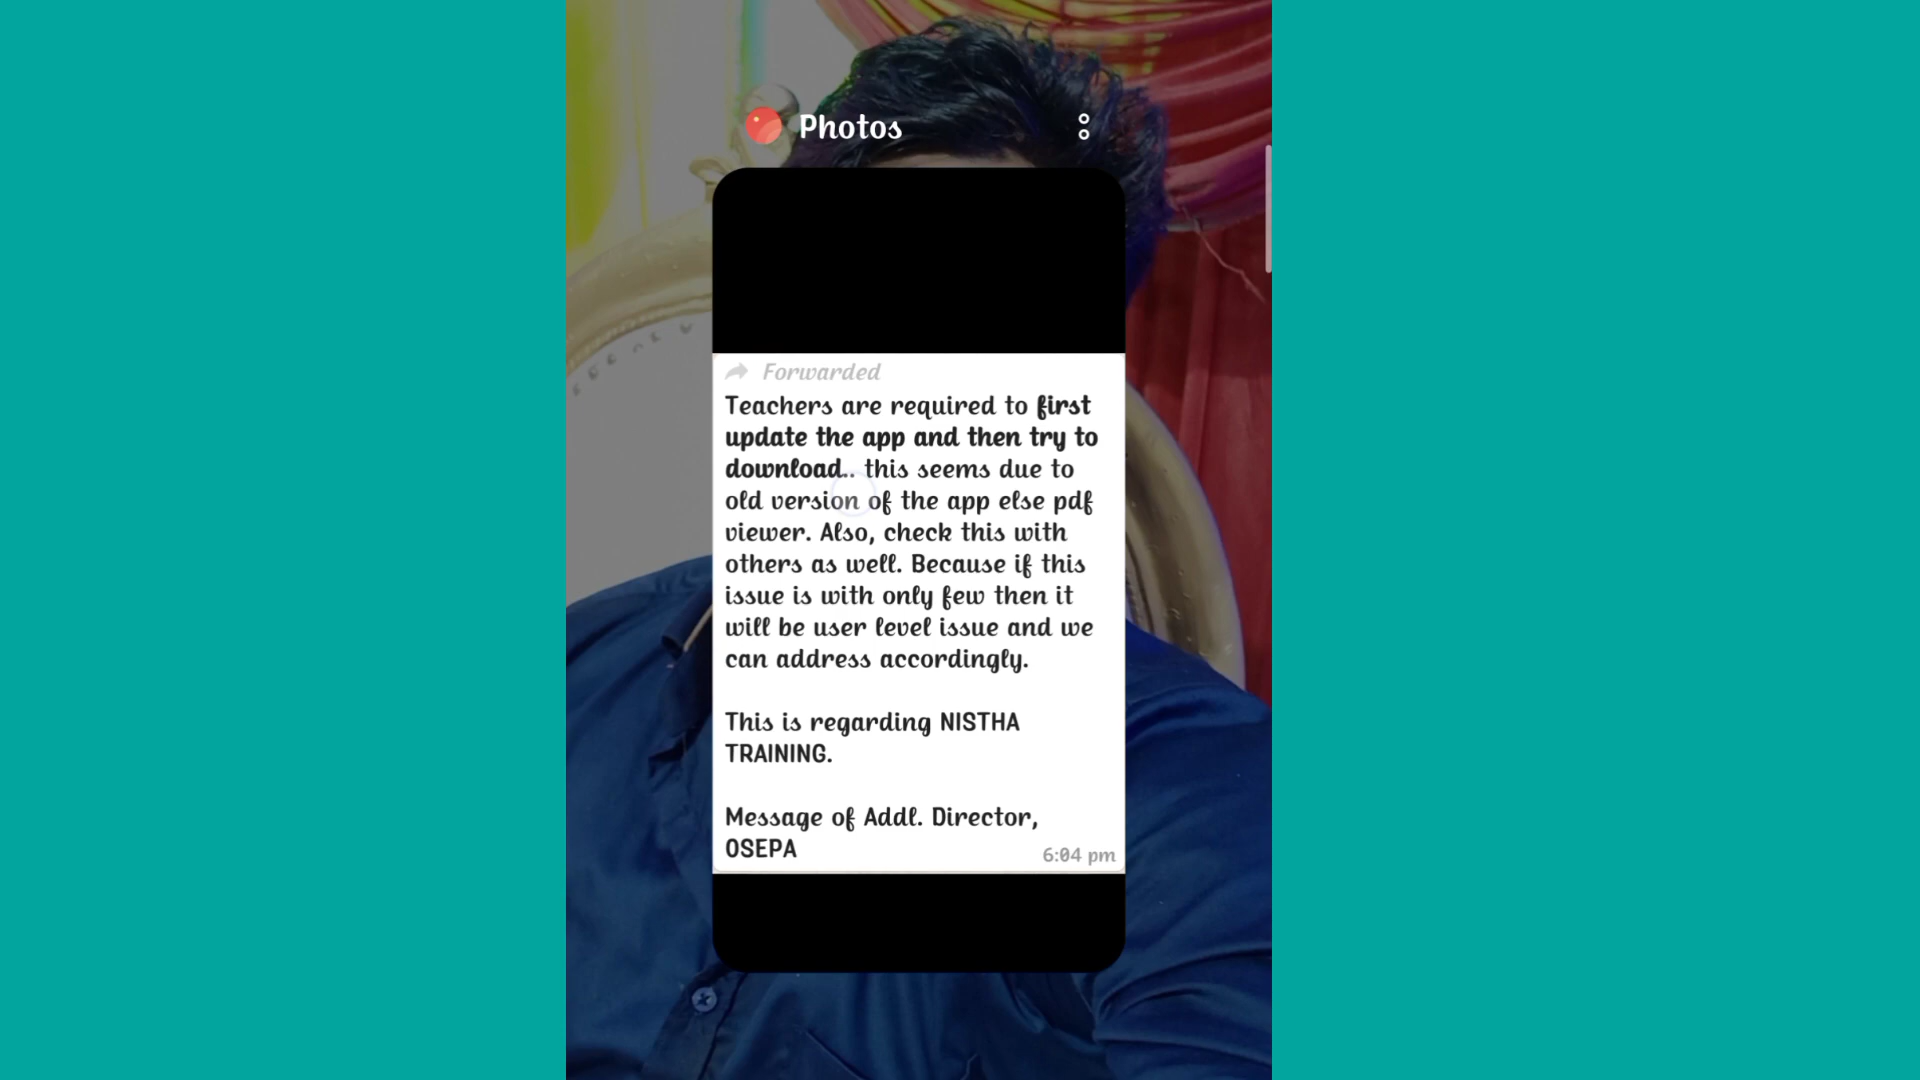 Photos
Forwarded
Teachers are required to first
update the app and then try to
download.. this seems due to
old version of the app else pdf
viewer. Also, check this with
others as well. Because if this
issue is with only few then it
will be user level issue and we
can address accordingly.
This is regarding NISTHA
TRAINING.
Message of Addl. Director,
OSEPA
6:04 pm